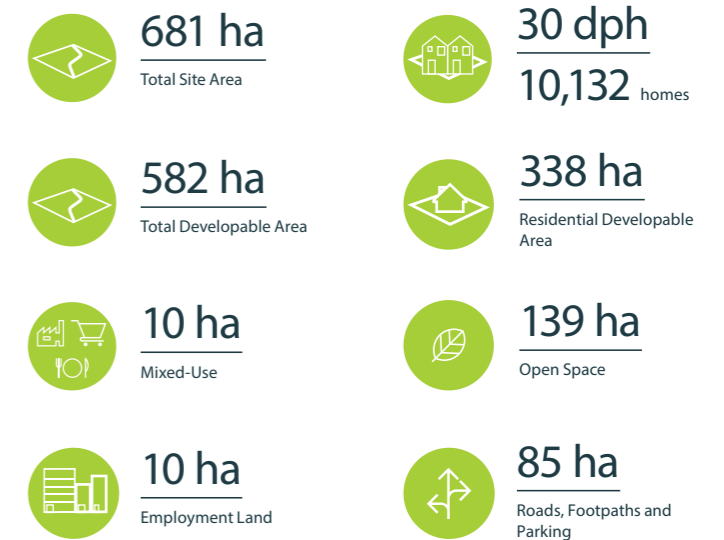 681 ha
Total Site Area
30 dph
10,132 homes
582 ha
Total Developable Area
338 ha
Residential Developable
Area
10 ha
Mixed-Use
139 ha
Open Space
10 ha
Employment Land
85 ha
Roads, Footpaths and
Parking